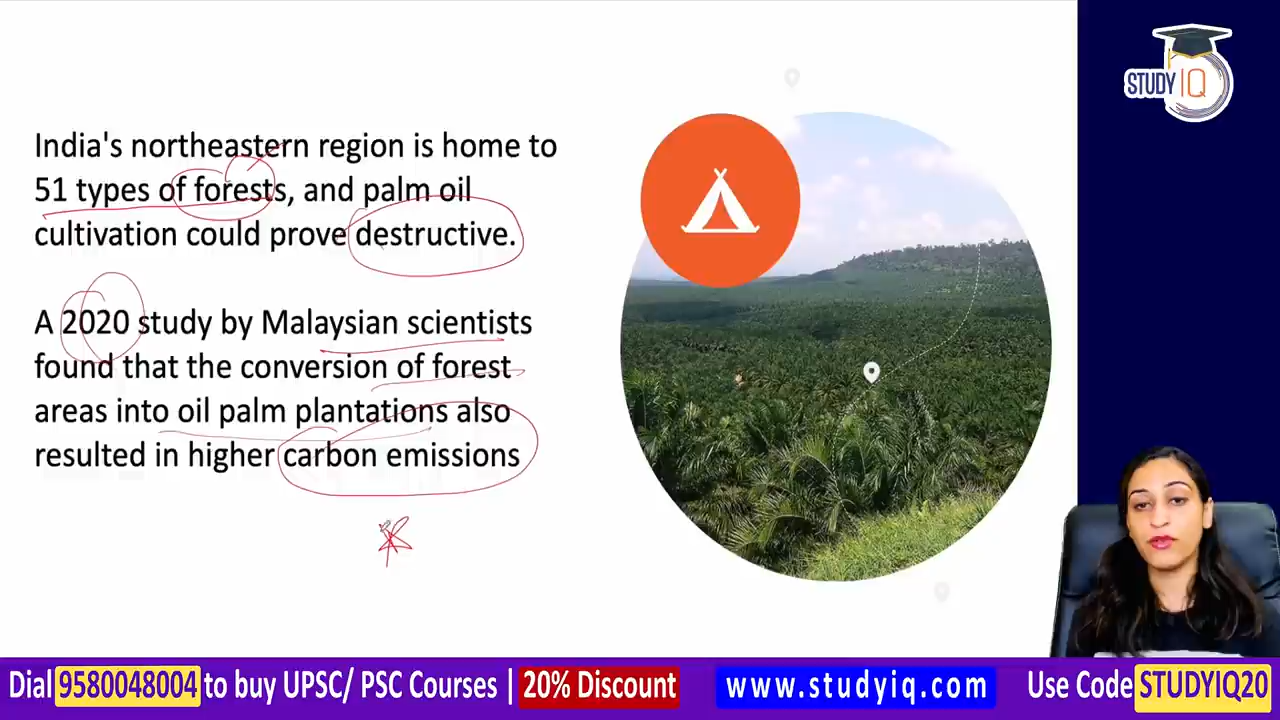 India's northeastern region is home to
51 types of forests, and palm oil
cultivation could prove destructive.
A 2020 study by Malaysian scientists
found that the conversion of forest
areas into oil palm plantations also
resulted in higher carbon emissions
STUDY IQ
Dial 9580048004 to buy UPSC/ PSC Courses | 20% Discount www.studyiq.com Use Code STUDYIQ20